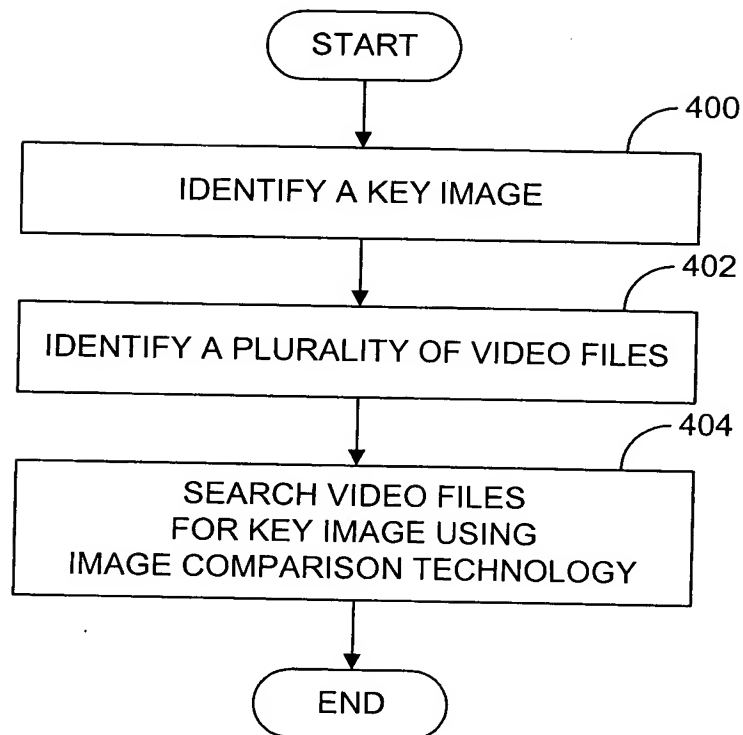 START
400
IDENTIFY A KEY IMAGE
402
IDENTIFY A PLURALITY OF VIDEO FILES
404
SEARCH VIDEO FILES
FOR KEY IMAGE USING
IMAGE COMPARISON TECHNOLOGY
END